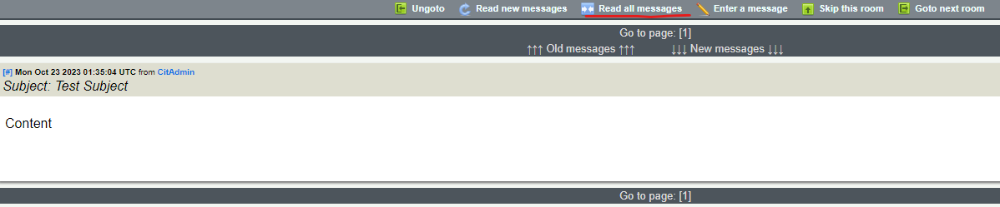 Ungoto Read new messages Read all messages Enter a message Skip this room Goto next room
Go to page: [1]
↑↑↑ Old messages ↑↑↑ ↓↓↓ New messages ↓↓↓
[#] Mon Oct 23 2023 01:35:04 UTC from CitAdmin
Subject: Test Subject
Content
Go to page: [1]